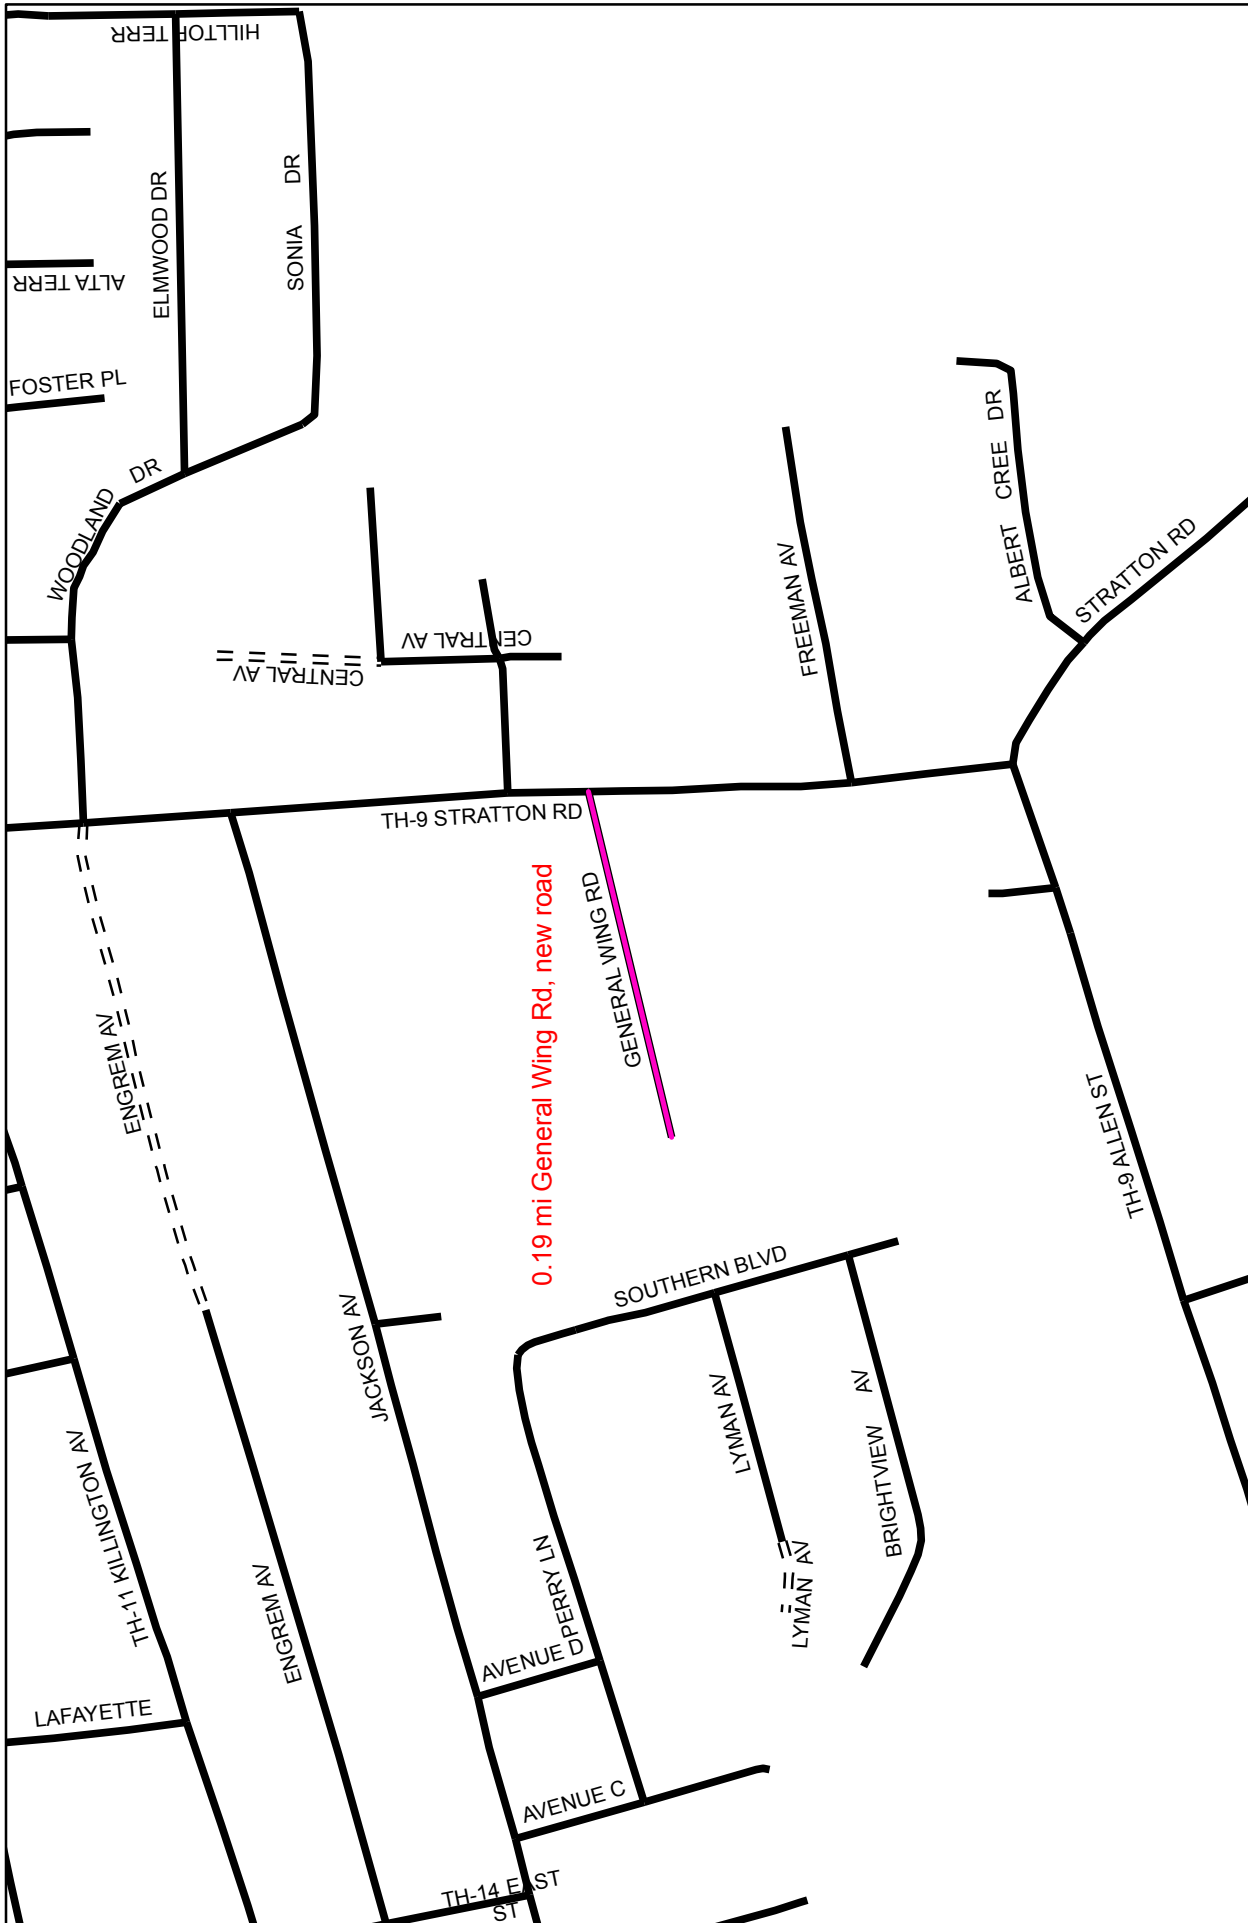 HILLTOP TERR
ELMWOOD DR
SONIA DR
ALTA TERR
FOSTER PL
WOODLAND DR
ALBERT CREE DR
STRATTON RD
FREEMAN AV
CENTRAL AV
CENTRAL AV
TH-9 STRATTON RD
GENERAL WING RD
0.19 mi General Wing Rd, new road
ENGREM AV
TH-9 ALLEN ST
SOUTHERN BLVD
JACKSON AV
LYMAN AV
BRIGHTVIEW AV
TH-11 KILLINGTON AV
LYMAN AV
PERRY LN
ENGREM AV
AVENUE D
LAFAYETTE
AVENUE C
TH-14 EAST
ST